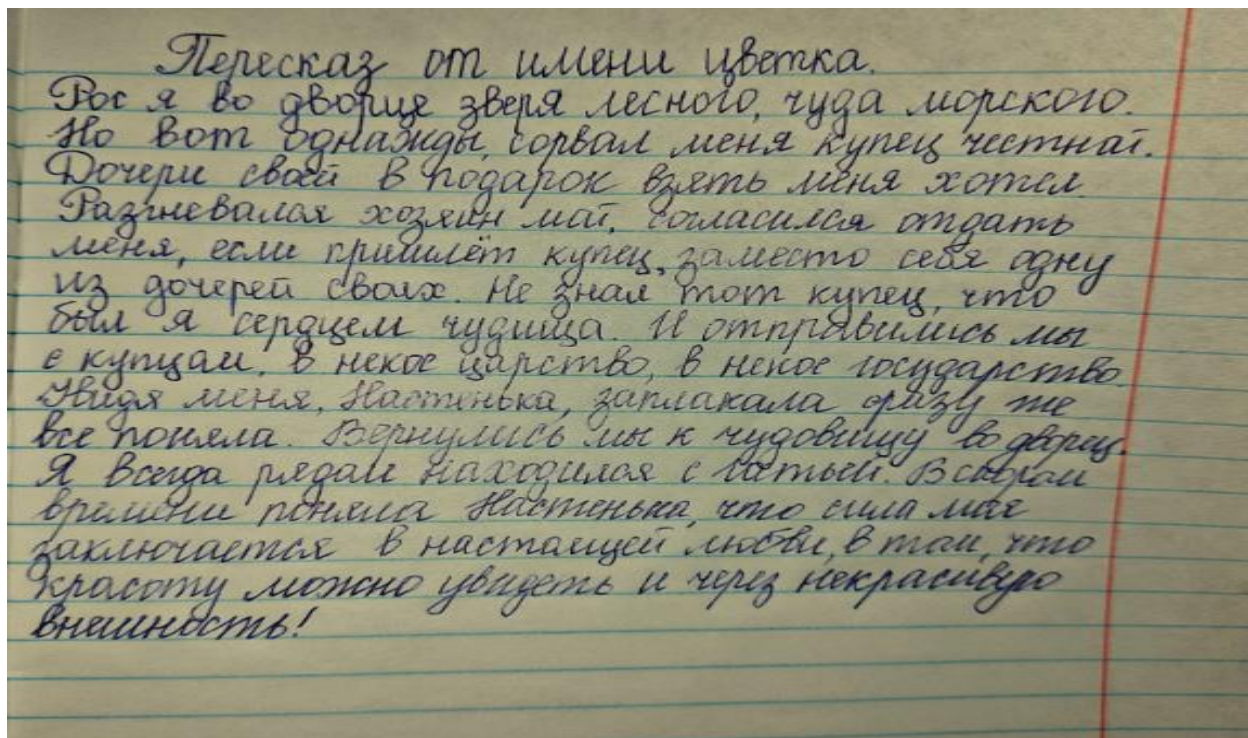 Пересказ от имени цветка.
Рос я во дворце зверя лесного, чуда морского.
Но вот однажды, сорвал меня купец честной.
Дочери своей в подарок взять меня хотел.
Разгневался хозяин мой, согласился отдать
меня, если пришлёт купец, заместо себя одну
из дочерей своих. Не знал тот купец, что
был я сердцем чудища. И отправились мы
с купцом, в некое царство, в некое государство.
Увидя меня, Настенька, заплакала сразу же
все поняла. Вернулись мы к чудовищу во дворец.
Я всегда рядом находился с гостьей. В скором
времени поняла Настенька, что сила моя
заключается в настоящей любви, в том, что
красоту можно увидеть и через некрасивую
внешность!